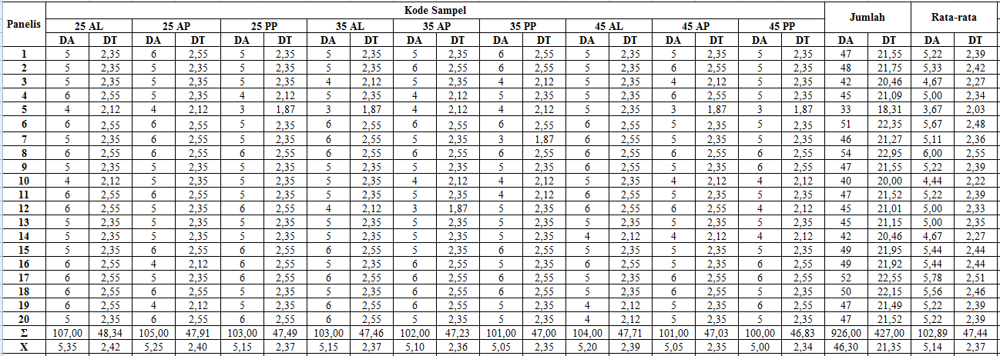 Panelis Kode Sampel Jumlah Rata-rata
25 AL 25 AP 25 PP 35 AL 35 AP 35 PP 45 AL 45 AP 45 PP
DA DT DA DT DA DT DA DT DA DT DA DT DA DT DA DT DA DT DA DT DA DT
1 5 2,35 6 2,55 5 2,35 5 2,35 5 2,35 6 2,55 5 2,35 5 2,35 5 2,35 47 21,55 5,22 2,39
2 5 2,35 5 2,35 5 2,35 5 2,35 6 2,55 6 2,55 5 2,35 6 2,55 5 2,35 48 21,75 5,33 2,42
3 5 2,35 5 2,35 5 2,35 4 2,12 5 2,35 4 2,12 5 2,35 4 2,12 5 2,35 42 20,46 4,67 2,27
4 6 2,55 5 2,35 4 2,12 5 2,35 4 2,12 5 2,35 5 2,35 6 2,55 5 2,35 45 21,09 5,00 2,34
5 4 2,12 4 2,12 3 1,87 3 1,87 4 2,12 4 2,12 5 2,35 3 1,87 3 1,87 33 18,31 3,67 2,03
6 6 2,55 6 2,55 5 2,35 6 2,55 6 2,55 6 2,55 6 2,55 5 2,35 5 2,35 51 22,35 5,67 2,48
7 5 2,35 6 2,55 5 2,35 6 2,55 5 2,35 3 1,87 6 2,55 5 2,35 5 2,35 46 21,27 5,11 2,36
8 6 2,55 6 2,55 6 2,55 6 2,55 6 2,55 6 2,55 6 2,55 6 2,55 6 2,55 54 22,95 6,00 2,55
9 5 2,35 5 2,35 5 2,35 5 2,35 5 2,35 5 2,35 6 2,55 5 2,35 6 2,55 47 21,55 5,22 2,39
10 4 2,12 5 2,35 5 2,35 5 2,35 4 2,12 4 2,12 5 2,35 4 2,12 4 2,12 40 20,00 4,44 2,22
11 6 2,55 6 2,55 5 2,35 5 2,35 5 2,35 4 2,12 6 2,55 5 2,35 5 2,35 47 21,52 5,22 2,39
12 6 2,55 5 2,35 6 2,55 4 2,12 3 1,87 5 2,35 6 2,55 6 2,55 4 2,12 45 21,01 5,00 2,33
13 5 2,35 5 2,35 5 2,35 5 2,35 5 2,35 5 2,35 5 2,35 5 2,35 5 2,35 45 21,15 5,00 2,35
14 5 2,35 5 2,35 5 2,35 5 2,35 5 2,35 5 2,35 4 2,12 4 2,12 4 2,12 42 20,46 4,67 2,27
15 5 2,35 6 2,55 6 2,55 6 2,55 5 2,35 6 2,55 5 2,35 5 2,35 5 2,35 49 21,95 5,44 2,44
16 6 2,55 4 2,12 6 2,55 5 2,35 6 2,55 5 2,35 6 2,55 5 2,35 6 2,55 49 21,92 5,44 2,44
17 6 2,55 5 2,35 6 2,55 6 2,55 6 2,55 6 2,55 5 2,35 6 2,55 6 2,55 52 22,55 5,78 2,51
18 6 2,55 6 2,55 5 2,35 5 2,35 6 2,55 6 2,55 5 2,35 6 2,55 5 2,35 50 22,15 5,56 2,46
19 6 2,55 4 2,12 5 2,35 6 2,55 6 2,55 5 2,35 4 2,12 5 2,35 6 2,55 47 21,49 5,22 2,39
20 5 2,35 6 2,55 6 2,55 6 2,55 5 2,35 5 2,35 4 2,12 5 2,35 5 2,35 47 21,52 5,22 2,39
Σ 107,00 48,34 105,00 47,91 103,00 47,49 103,00 47,46 102,00 47,23 101,00 47,00 104,00 47,71 101,00 47,03 100,00 46,83 926,00 427,00 102,89 47,44
X 5,35 2,42 5,25 2,40 5,15 2,37 5,15 2,37 5,10 2,36 5,05 2,35 5,20 2,39 5,05 2,35 5,00 2,34 46,30 21,35 5,14 2,37